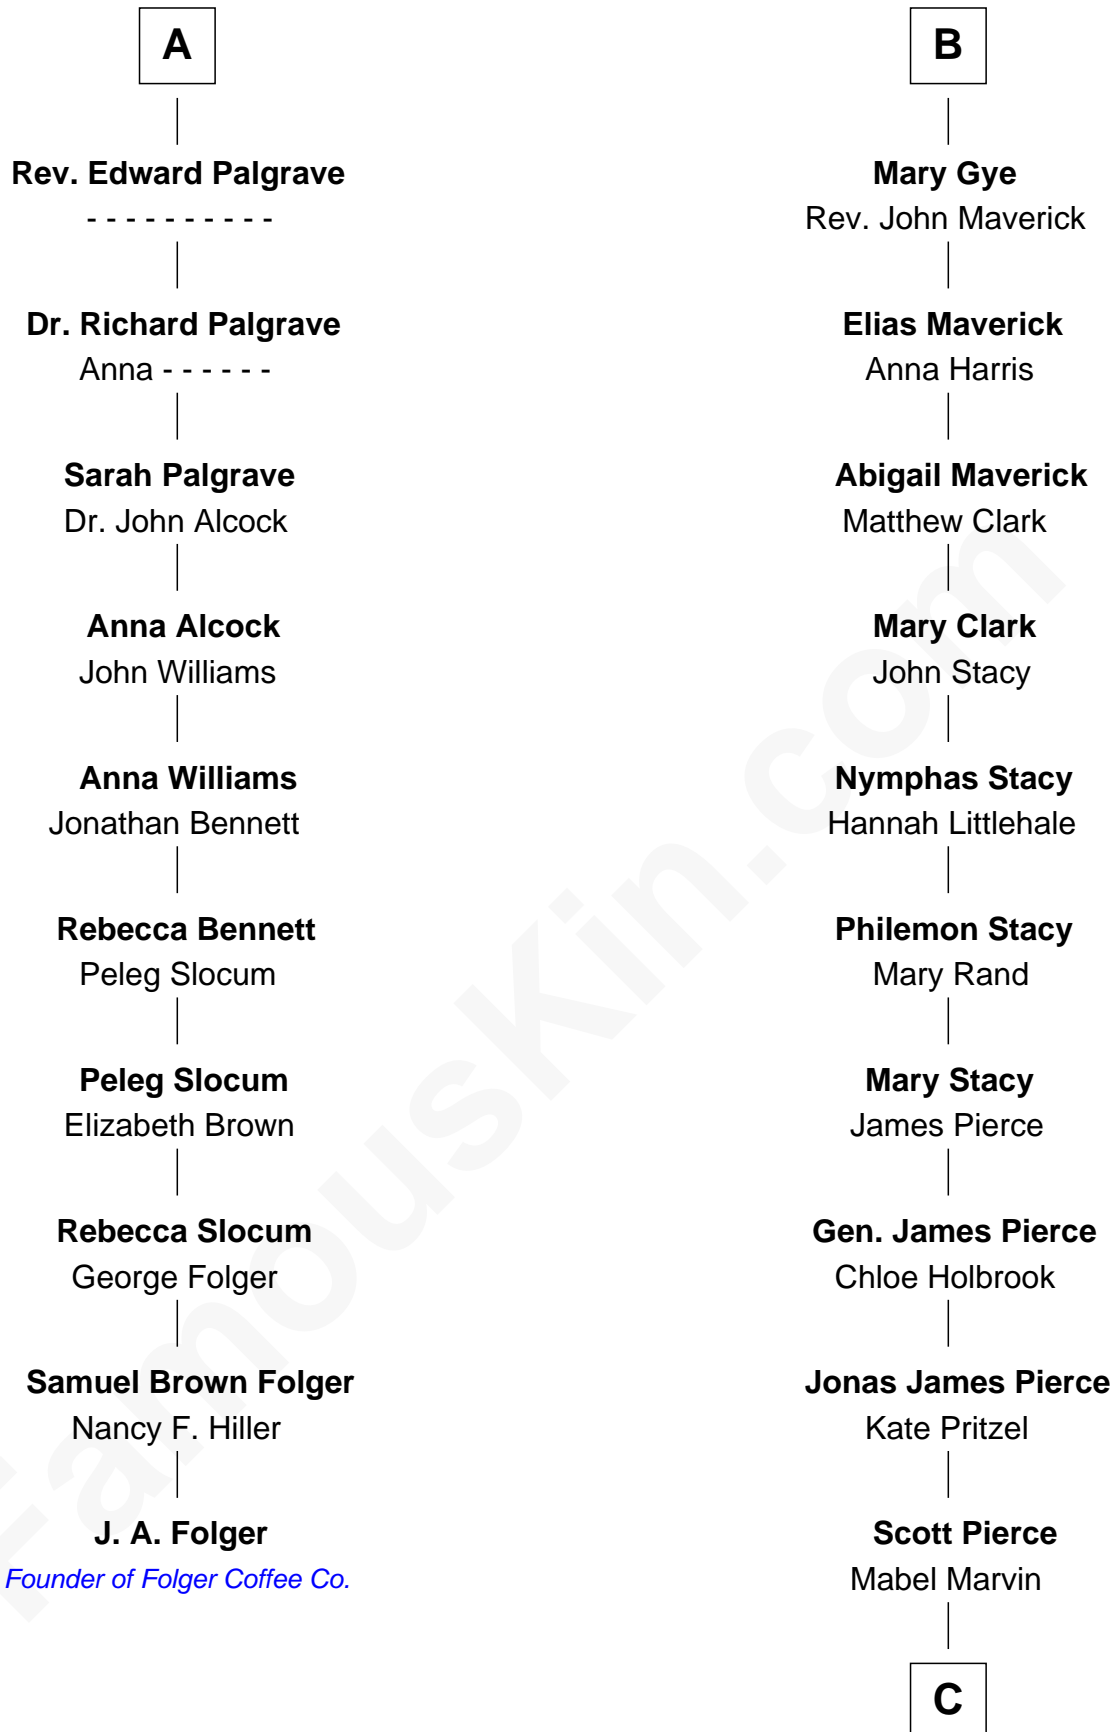 A
Rev. Edward Palgrave
- - - - - - - - - -
Dr. Richard Palgrave
Anna - - - - - -
Sarah Palgrave
Dr. John Alcock
Anna Alcock
John Williams
Anna Williams
Jonathan Bennett
Rebecca Bennett
Peleg Slocum
Peleg Slocum
Elizabeth Brown
Rebecca Slocum
George Folger
Samuel Brown Folger
Nancy F. Hiller
J. A. Folger
Founder of Folger Coffee Co.
B
Mary Gye
Rev. John Maverick
Elias Maverick
Anna Harris
Abigail Maverick
Matthew Clark
Mary Clark
John Stacy
Nymphas Stacy
Hannah Littlehale
Philemon Stacy
Mary Rand
Mary Stacy
James Pierce
Gen. James Pierce
Chloe Holbrook
Jonas James Pierce
Kate Pritzel
Scott Pierce
Mabel Marvin
C
FamousKin.com